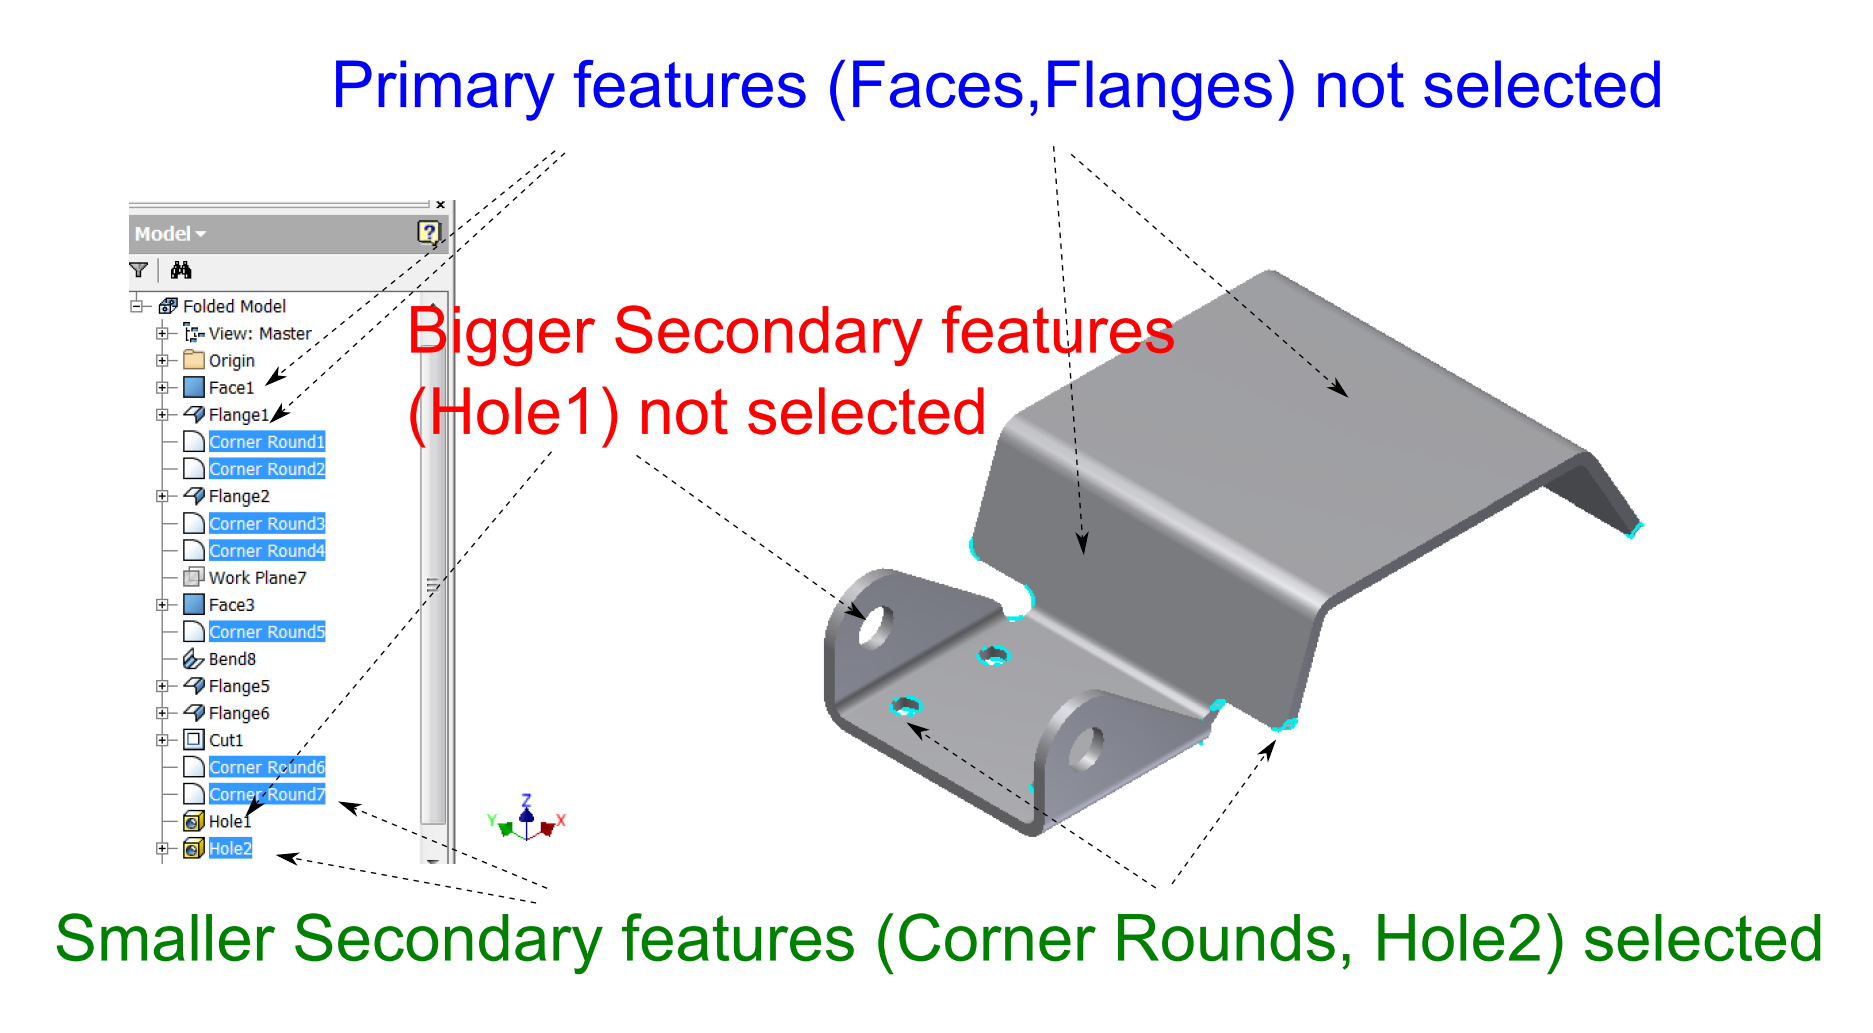 Primary features (Faces,Flanges) not selected
Model
Folded Model
View: Master
Origin
Face1
Flange1
Corner Round1
Corner Round2
Flange2
Corner Round3
Corner Round4
Work Plane7
Face3
Corner Round5
Bend8
Flange5
Flange6
Cut1
Corner Round6
Corner Round7
Hole1
Hole2
Bigger Secondary features
(Hole1) not selected
Z
Y X
Smaller Secondary features (Corner Rounds, Hole2) selected